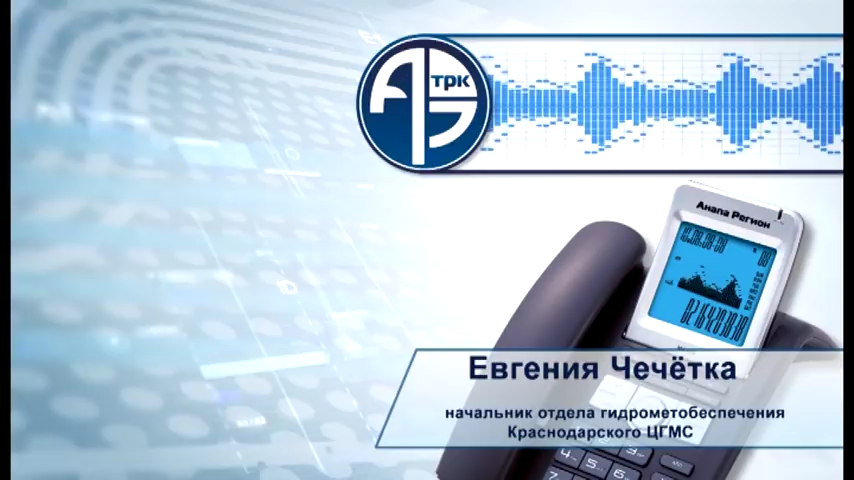 ТРК
Анапа Регион
Евгения Чечётка
начальник отдела гидрометобеспечения
Краснодарского ЦГМС